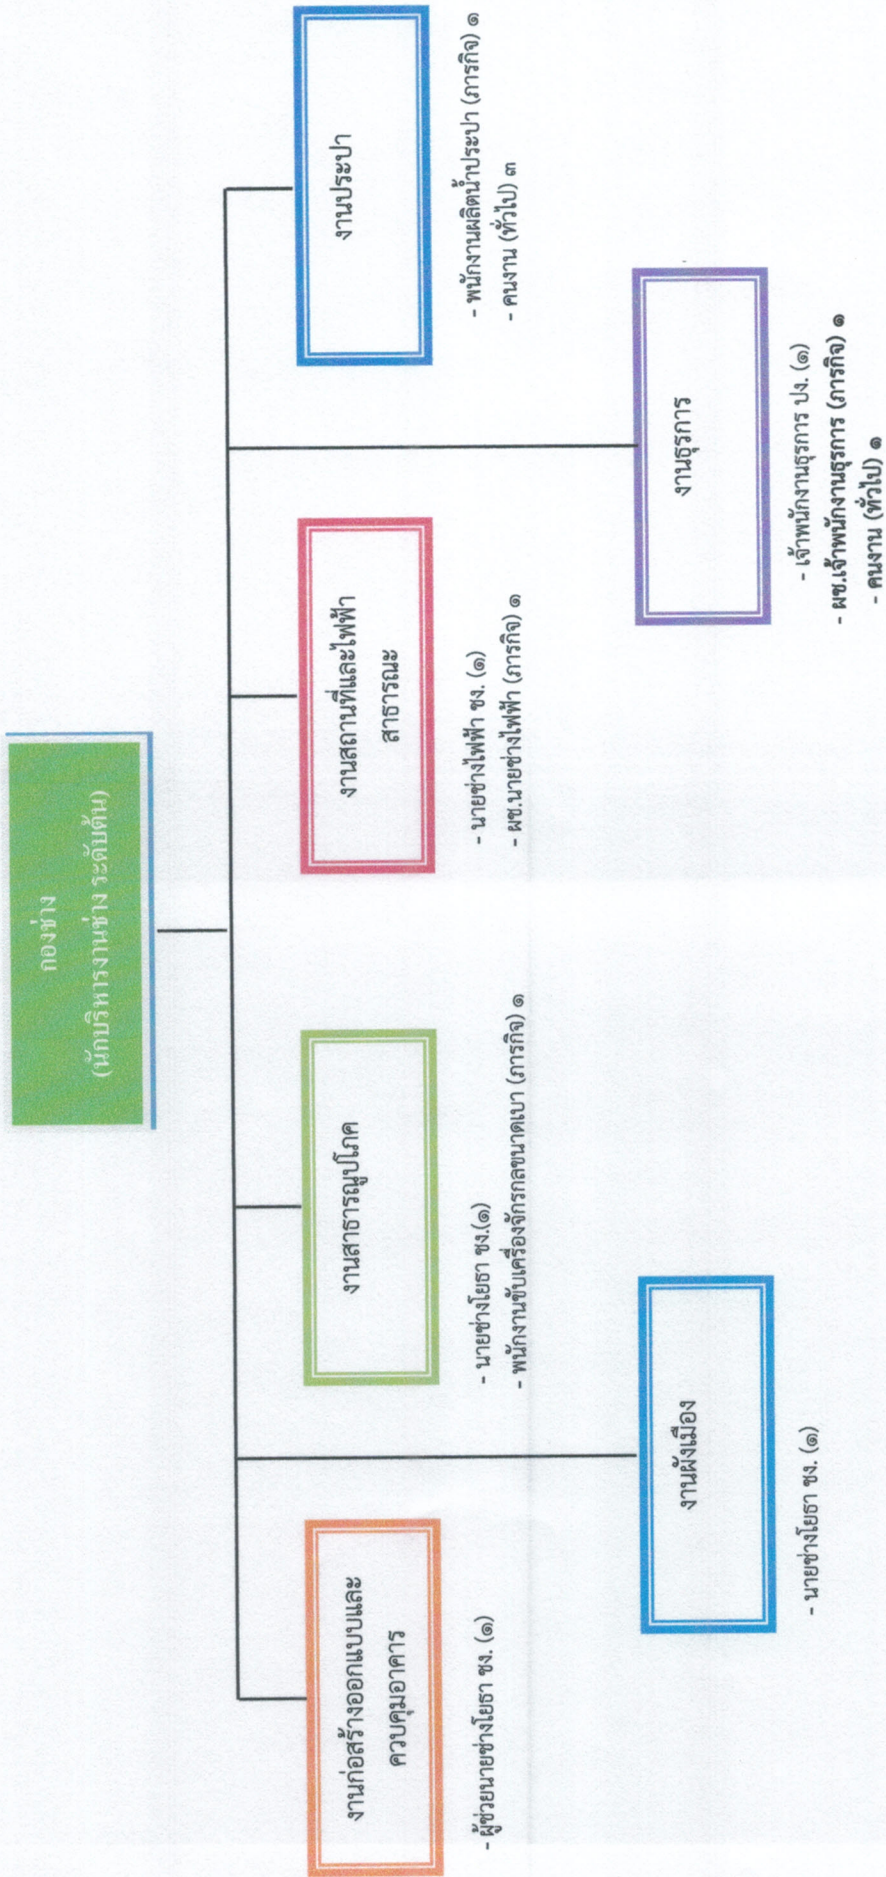 กองช่าง
(นักบริหารงานช่าง ระดับต้น)
งานก่อสร้างออกแบบและ
ควบคุมอาคาร
- ผู้ช่วยนายช่างโยธา ชง. (๑)
งานสาธารณูปโภค
- นายช่างโยธา ชง.(๑)
- พนักงานขับเครื่องจักรกลขนาดเบา (ภารกิจ) ๑
งานสถานที่และไฟฟ้า
สาธารณะ
- นายช่างไฟฟ้า ชง. (๑)
- ผช.นายช่างไฟฟ้า (ภารกิจ) ๑
งานประปา
- พนักงานผลิตน้ำประปา (ภารกิจ) ๑
- คนงาน (ทั่วไป) ๓
งานผังเมือง
- นายช่างโยธา ชง. (๑)
งานธุรการ
- เจ้าพนักงานธุรการ ปง. (๑)
- ผช.เจ้าพนักงานธุรการ (ภารกิจ) ๑
- คนงาน (ทั่วไป) ๑